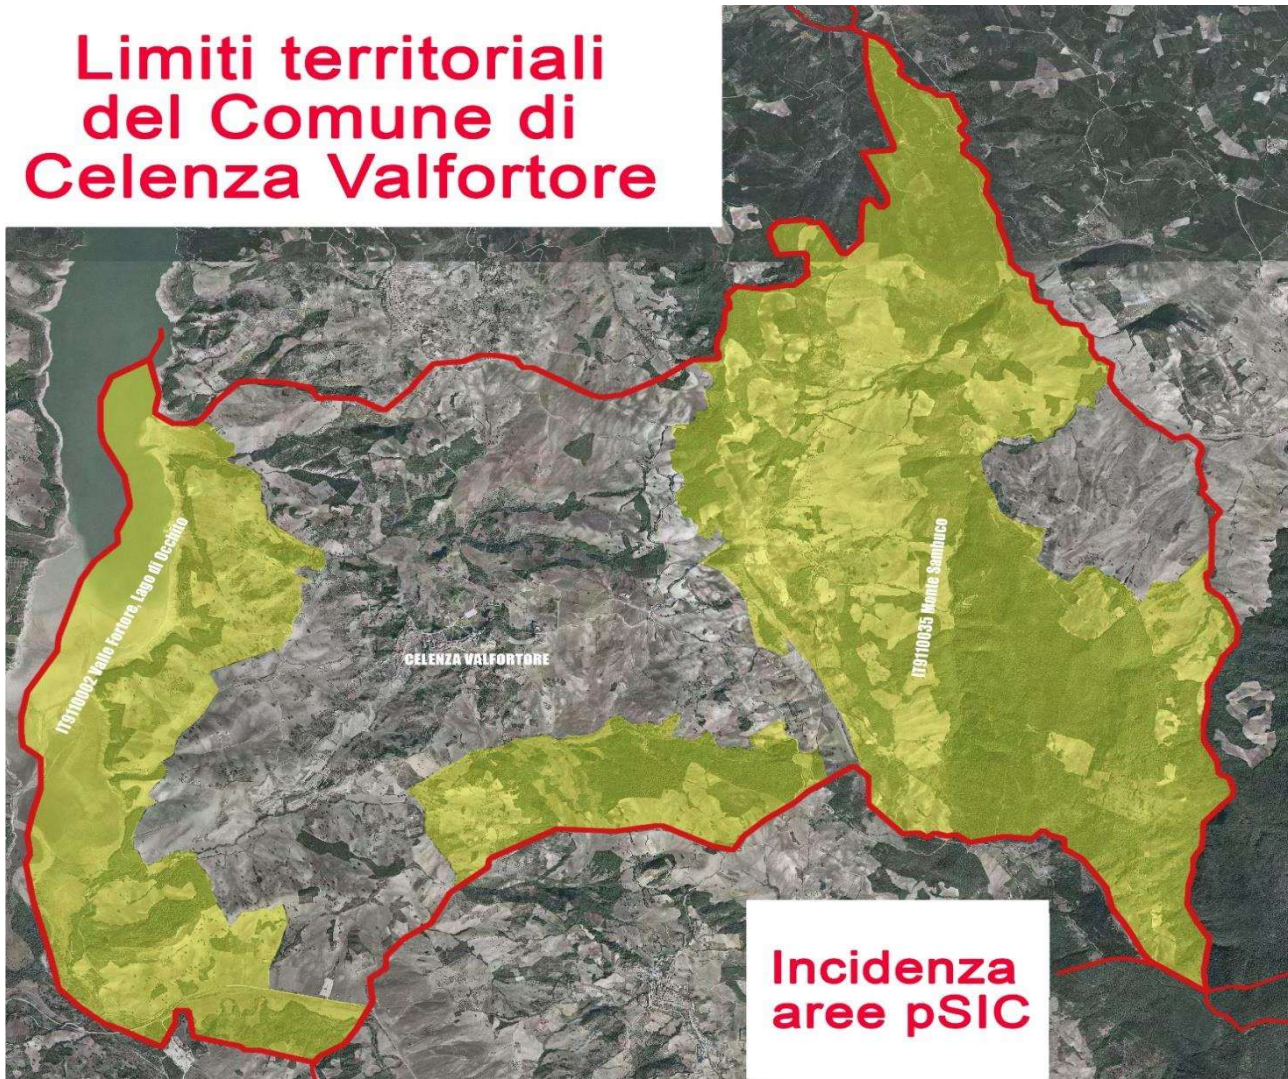 Limiti territoriali
del Comune di
Celenza Valfortore
IT9110002 Valle Fortore, Lago di Occhito
CELENZA VALFORTORE
IT9110035 Monte Sambuco
Incidenza
aree pSIC